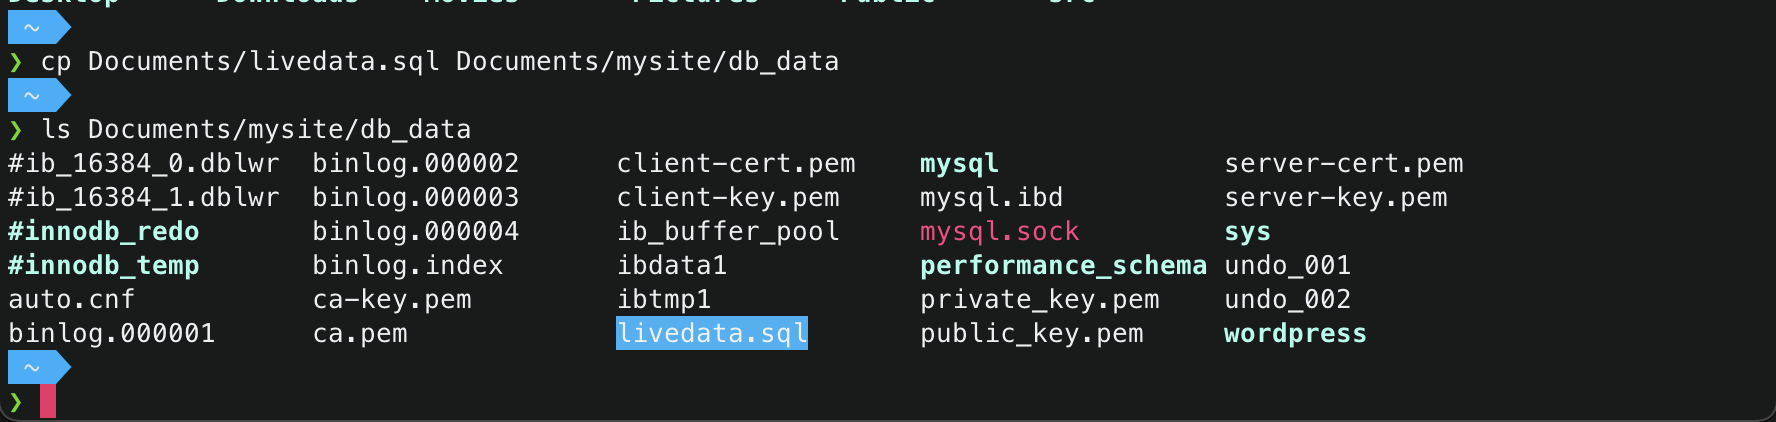 Desktop Downloads Movies Pictures Public src
~
❯ cp Documents/livedata.sql Documents/mysite/db_data
~
❯ ls Documents/mysite/db_data
#ib_16384_0.dblwr binlog.000002 client-cert.pem mysql server-cert.pem
#ib_16384_1.dblwr binlog.000003 client-key.pem mysql.ibd server-key.pem
#innodb_redo binlog.000004 ib_buffer_pool mysql.sock sys
#innodb_temp binlog.index ibdata1 performance_schema undo_001
auto.cnf ca-key.pem ibtmp1 private_key.pem undo_002
binlog.000001 ca.pem livedata.sql public_key.pem wordpress
~
❯